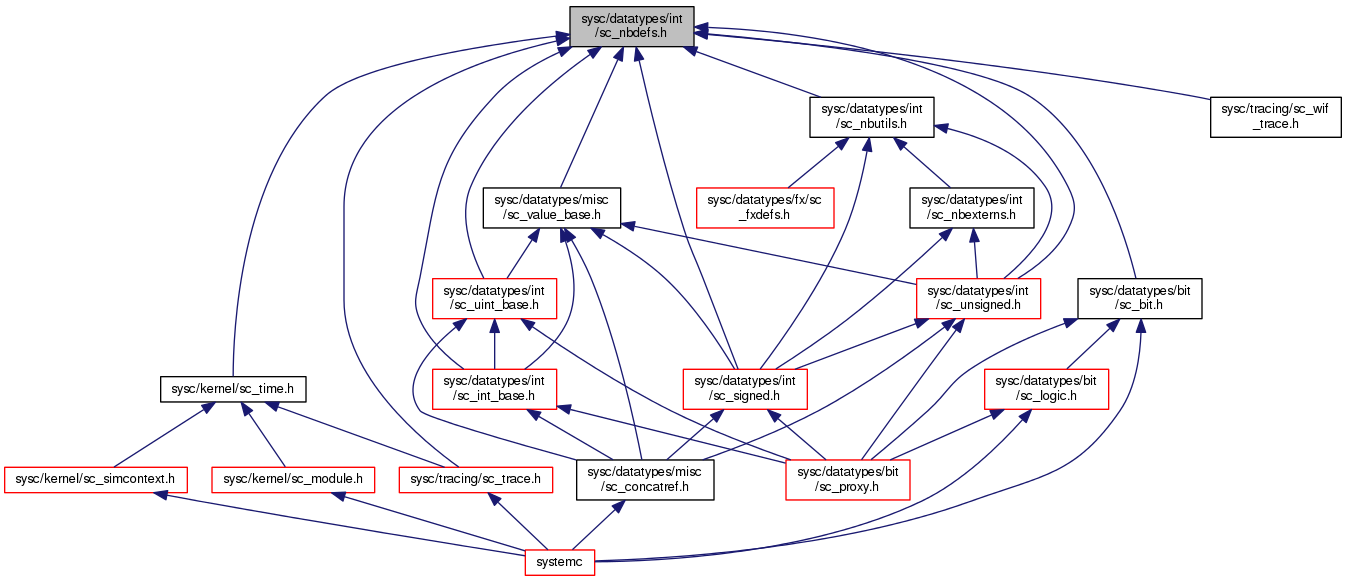 sysc/datatypes/int
/sc_nbdefs.h
sysc/datatypes/int
/sc_nbutils.h
sysc/tracing/sc_wif
_trace.h
sysc/datatypes/misc
/sc_value_base.h
sysc/datatypes/fx/sc
_fxdefs.h
sysc/datatypes/int
/sc_nbexterns.h
sysc/datatypes/int
/sc_uint_base.h
sysc/datatypes/int
/sc_unsigned.h
sysc/datatypes/bit
/sc_bit.h
sysc/kernel/sc_time.h
sysc/datatypes/int
/sc_int_base.h
sysc/datatypes/int
/sc_signed.h
sysc/datatypes/bit
/sc_logic.h
sysc/kernel/sc_simcontext.h
sysc/kernel/sc_module.h
sysc/tracing/sc_trace.h
sysc/datatypes/misc
/sc_concatref.h
sysc/datatypes/bit
/sc_proxy.h
systemc